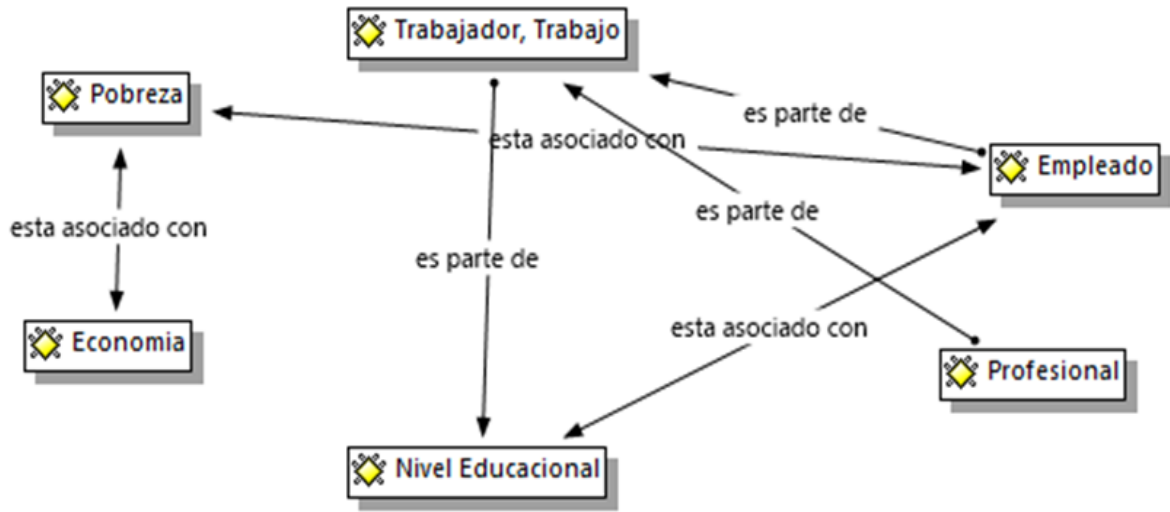 Trabajador, Trabajo
Pobreza
es parte de
esta asociado con
Empleado
es parte de
esta asociado con
es parte de
esta asociado con
Economia
Profesional
Nivel Educacional